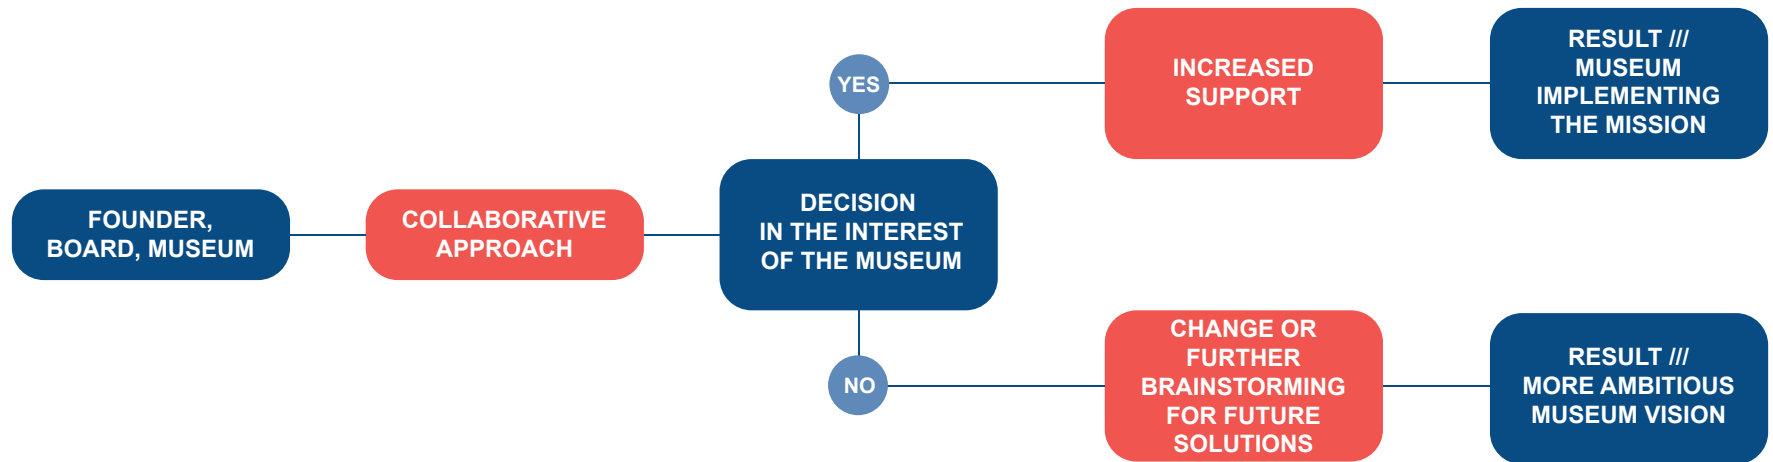 FOUNDER,
BOARD, MUSEUM
COLLABORATIVE
APPROACH
DECISION
IN THE INTEREST
OF THE MUSEUM
YES
INCREASED
SUPPORT
RESULT ///
MUSEUM
IMPLEMENTING
THE MISSION
NO
CHANGE OR
FURTHER
BRAINSTORMING
FOR FUTURE
SOLUTIONS
RESULT ///
MORE AMBITIOUS
MUSEUM VISION